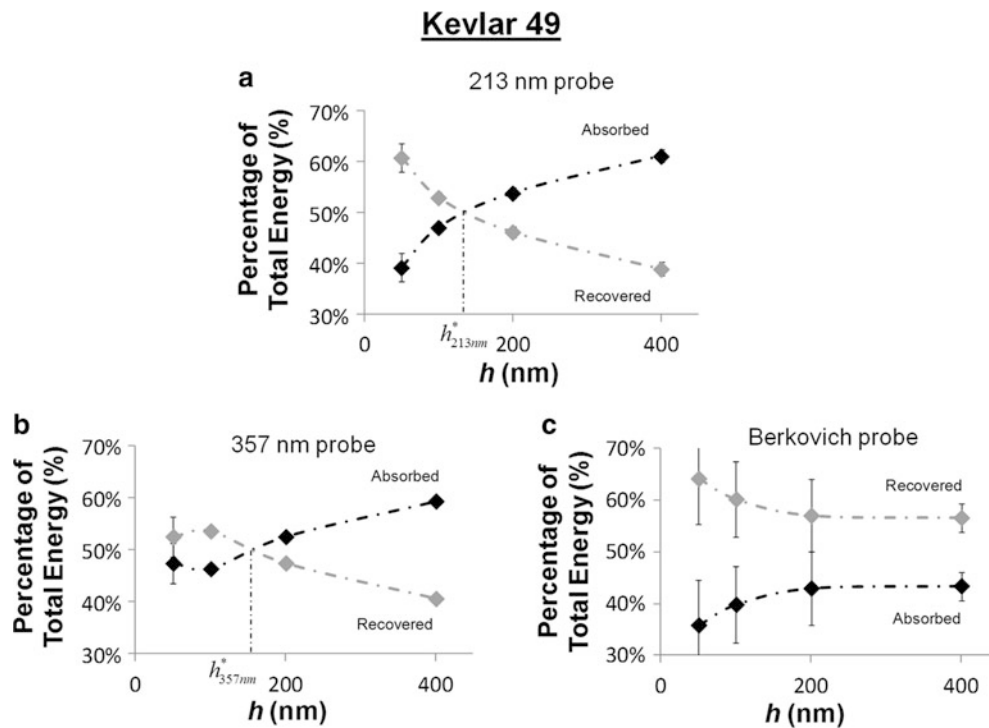 Kevlar 49
a
213 nm probe
Percentage of
Total Energy (%)
70%
60%
50%
40%
30%
Absorbed
Recovered
h*213nm
0
200
400
h (nm)
b
357 nm probe
Percentage of
Total Energy (%)
70%
60%
50%
40%
30%
Absorbed
Recovered
h*357nm
0
200
400
h (nm)
c
Berkovich probe
Percentage of
Total Energy (%)
70%
60%
50%
40%
30%
Recovered
Absorbed
0
200
400
h (nm)